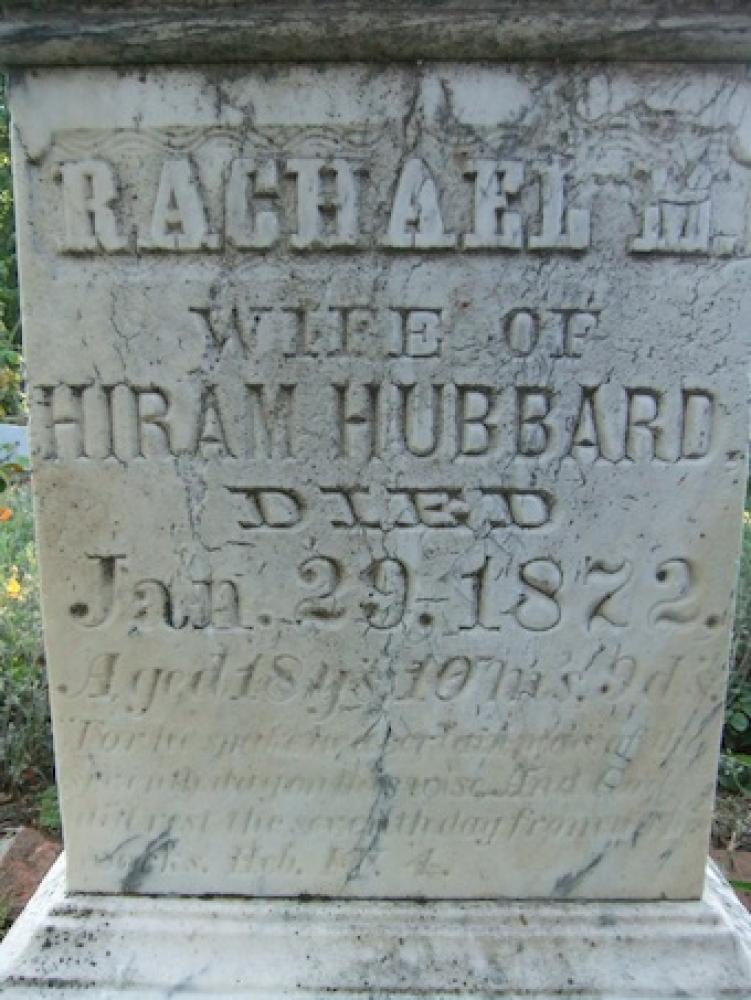 RACHAEL M.
WIFE OF
HIRAM HUBBARD,
DIED
Jan. 29. 1872.
Aged 18 ys. 10 ms. 9 ds.
For he spake in a certain place of the
seventh day on this wise. And God
did rest the seventh day from all his
works. Heb. IV. 4.